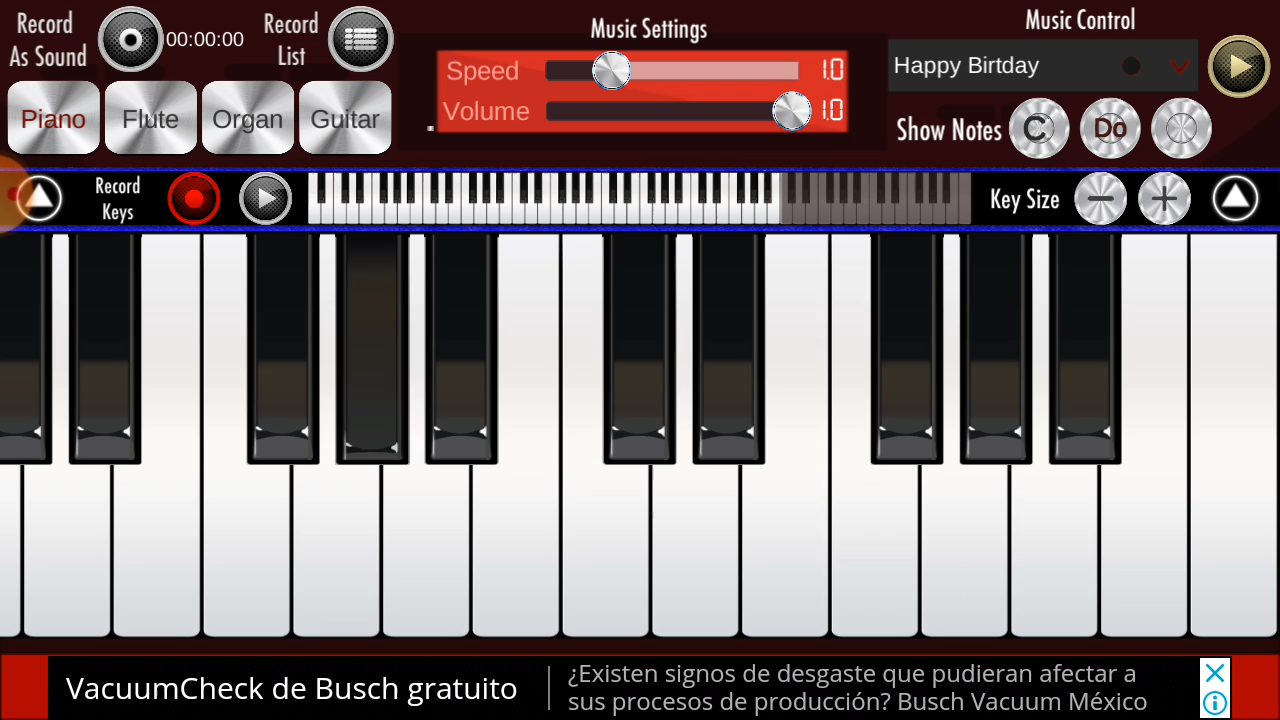 Record
As Sound
00:00:00
Record
List
Music Settings
Music Control
Speed
1.0
Volume
1.0
Happy Birtday
Piano
Flute
Organ
Guitar
Show Notes
C
Do
Record
Keys
Key Size
VacuumCheck de Busch gratuito
¿Existen signos de desgaste que pudieran afectar a
sus procesos de producción? Busch Vacuum México